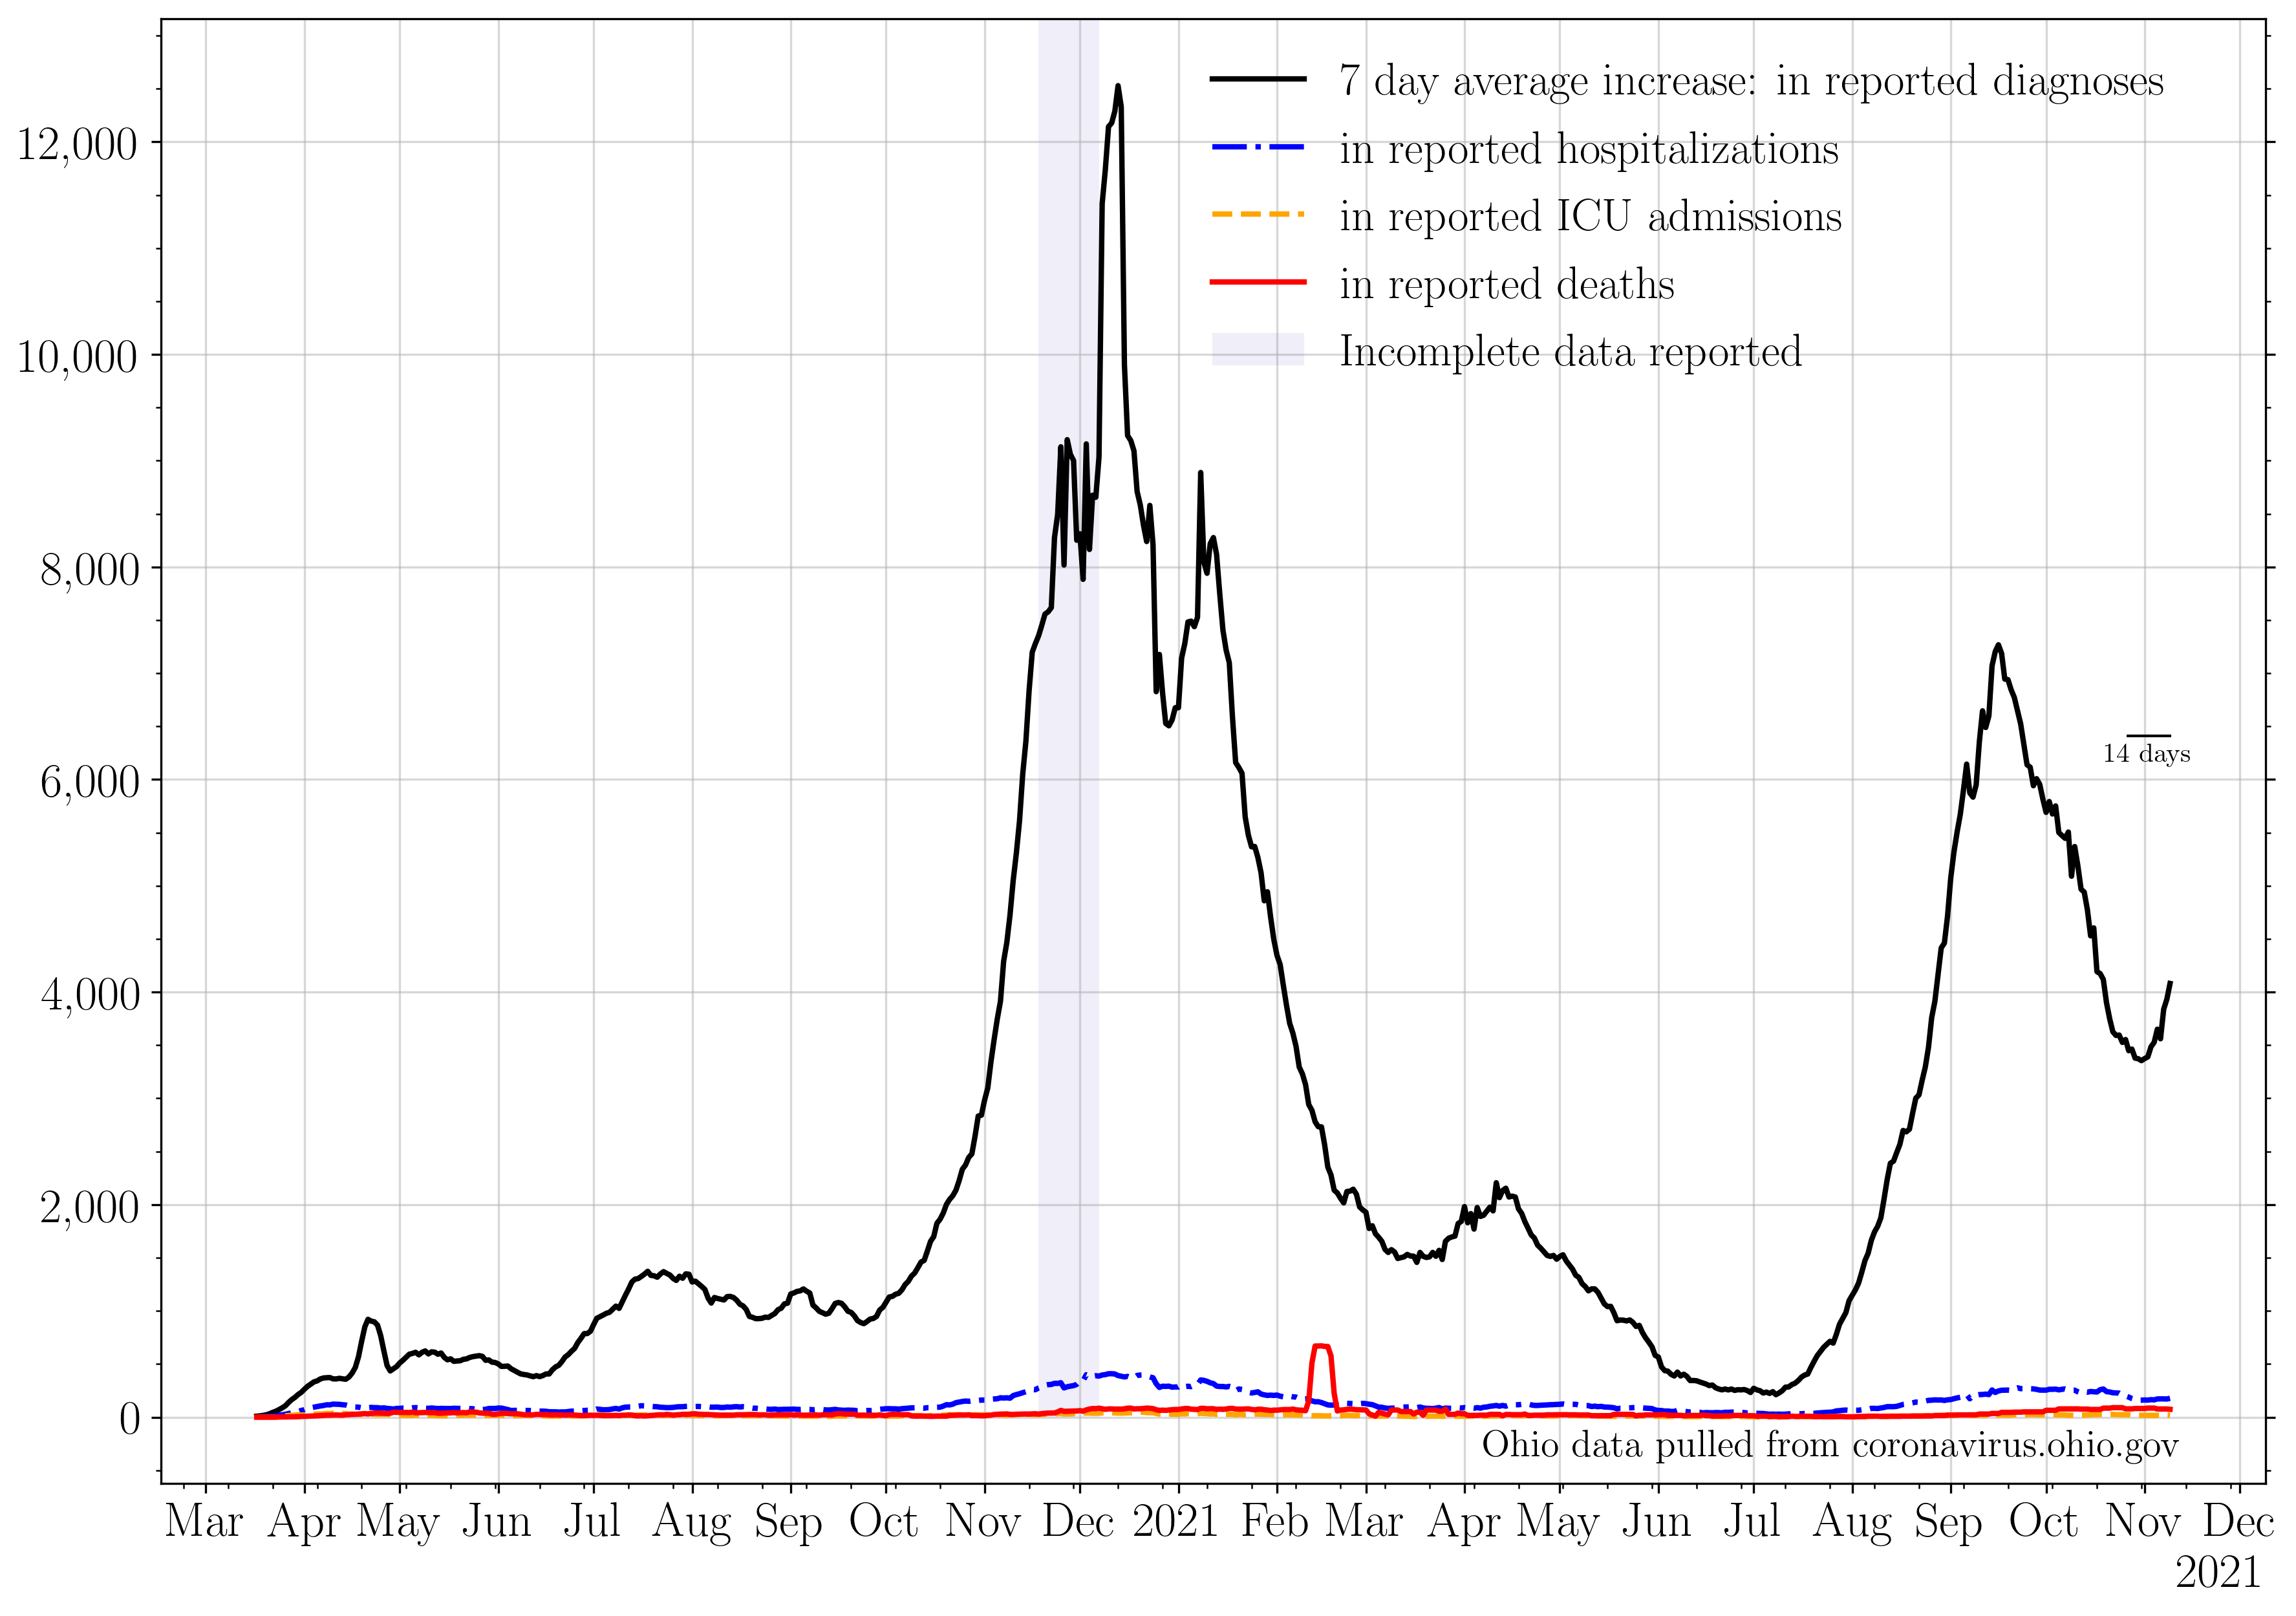 7 day average increase: in reported diagnoses
in reported hospitalizations
in reported ICU admissions
in reported deaths
Incomplete data reported
12,000
10,000
8,000
6,000
4,000
2,000
0
14 days
Ohio data pulled from coronavirus.ohio.gov
Mar Apr May Jun Jul Aug Sep Oct Nov Dec 2021 Feb Mar Apr May Jun Jul Aug Sep Oct Nov Dec
2021